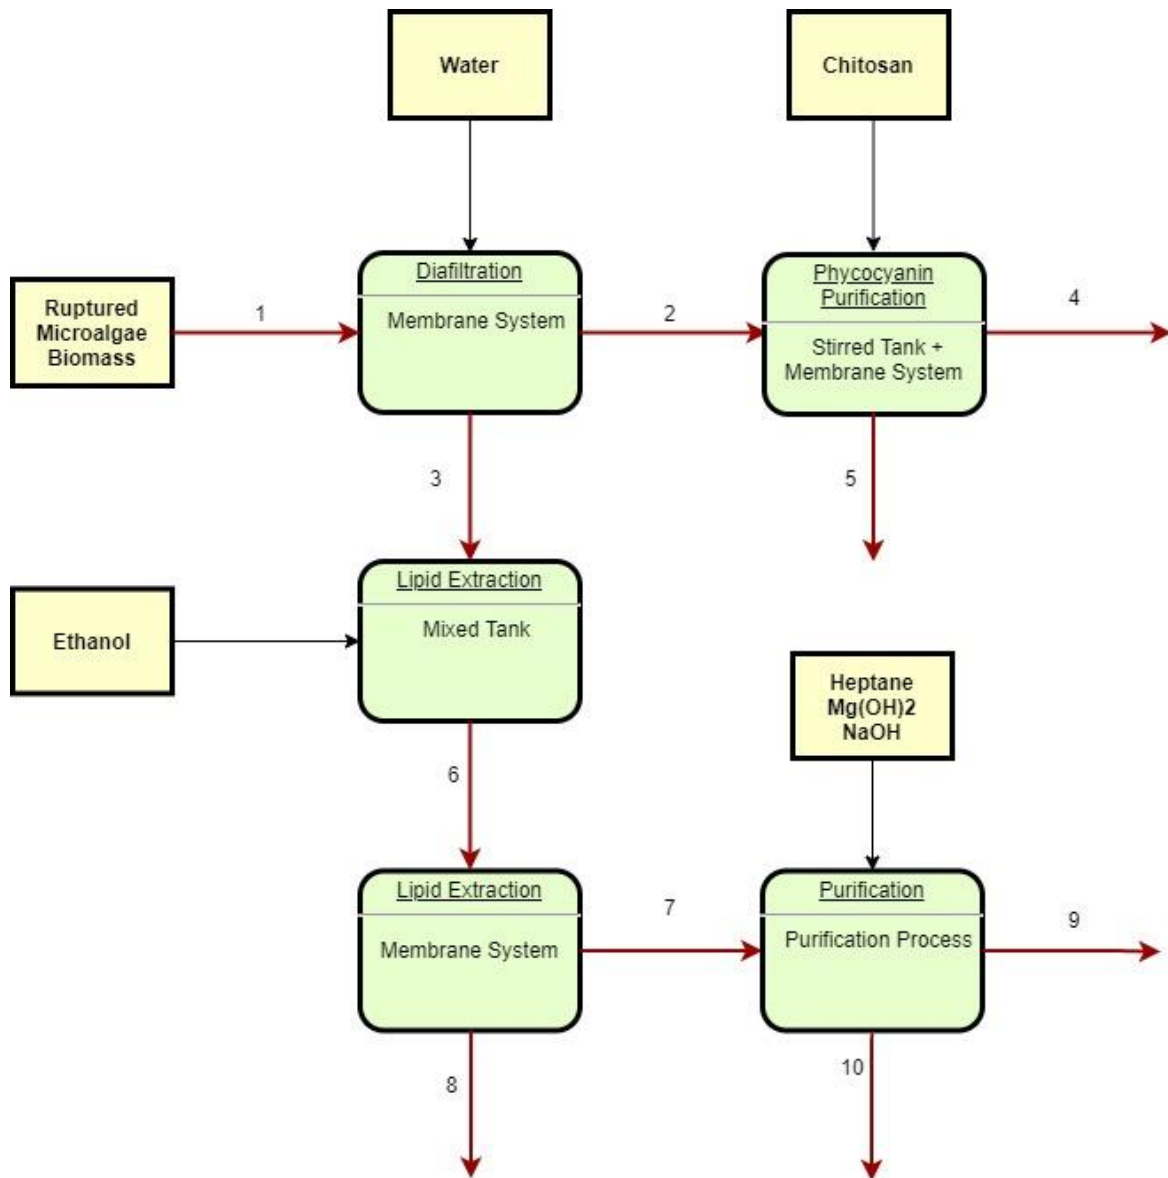 Water
Chitosan
Diafiltration
Membrane System
Phycocyanin
Purification
Stirred Tank +
Membrane System
Ruptured
Microalgae
Biomass
1
2
4
3
5
Lipid Extraction
Mixed Tank
Ethanol
Heptane
Mg(OH)2
NaOH
6
Lipid Extraction
Membrane System
7
Purification
Purification Process
9
8
10